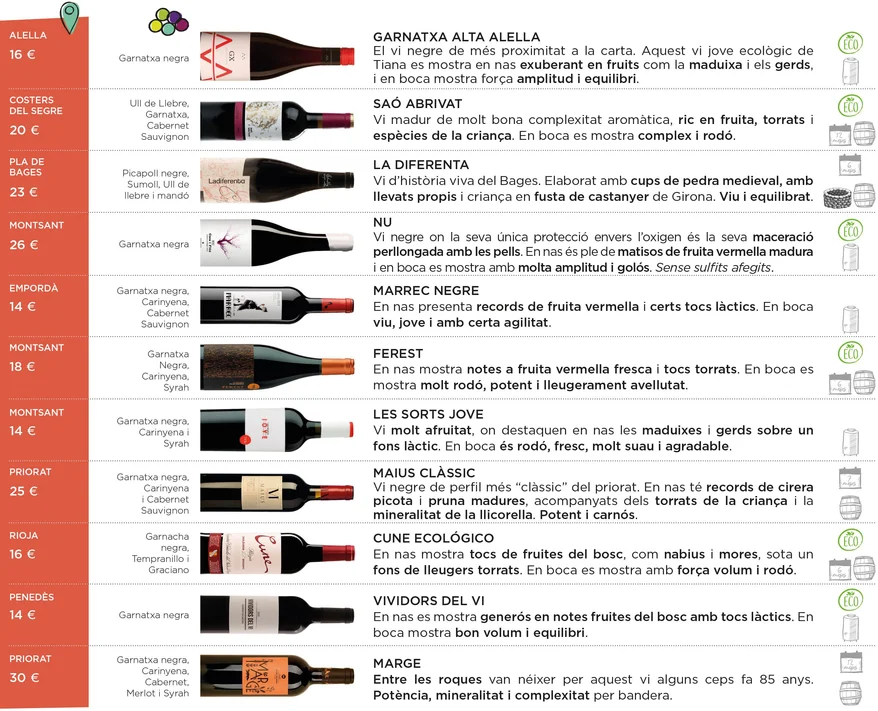 ALELLA
16 €
Garnatxa negra
GX
GARNATXA ALTA ALELLA
El vi negre de més proximitat a la carta. Aquest vi jove ecològic de
Tiana es mostra en nas exuberant en fruits com la maduixa i els gerds,
i en boca mostra força amplitud i equilibri.
ECO
COSTERS
DEL SEGRE
20 €
Ull de Llebre,
Garnatxa,
Cabernet
Sauvignon
SAÓ ABRIVAT
Vi madur de molt bona complexitat aromàtica, ric en fruita, torrats i
espècies de la criança. En boca es mostra complex i rodó.
ECO
12
PLA DE
BAGES
23 €
Picapoll negre,
Sumoll, Ull de
llebre i mandó
Ladiferenta
LA DIFERENTA
Vi d’història viva del Bages. Elaborat amb cups de pedra medieval, amb
llevats propis i criança en fusta de castanyer de Girona. Viu i equilibrat.
6
MONTSANT
26 €
Garnatxa negra
NU
Vi negre on la seva única protecció envers l’oxigen és la seva maceració
perllongada amb les pells. En nas és ple de matisos de fruita vermella madura
i en boca es mostra amb molta amplitud i golós. Sense sulfits afegits.
ECO
EMPORDÀ
14 €
Garnatxa negra,
Carinyena,
Cabernet
Sauvignon
MARREC NEGRE
En nas presenta records de fruita vermella i certs tocs làctics. En boca
viu, jove i amb certa agilitat.
MONTSANT
18 €
Garnatxa
Negra,
Carinyena,
Syrah
FEREST
En nas mostra notes a fruita vermella fresca i tocs torrats. En boca es
mostra molt rodó, potent i lleugerament avellutat.
ECO
6
MONTSANT
14 €
Garnatxa negra,
Carinyena i
Syrah
JOVE
LES SORTS JOVE
Vi molt afruitat, on destaquen en nas les maduixes i gerds sobre un
fons làctic. En boca és rodó, fresc, molt suau i agradable.
PRIORAT
25 €
Garnatxa negra,
Carinyena
i Cabernet
Sauvignon
MAIUS
MAIUS CLÀSSIC
Vi negre de perfil més “clàssic” del priorat. En nas té records de cirera
picota i pruna madures, acompanyats dels torrats de la criança i la
mineralitat de la llicorella. Potent i carnós.
RIOJA
16 €
Garnacha
negra,
Tempranillo i
Graciano
Cune
CUNE ECOLÓGICO
En nas mostra tocs de fruites del bosc, com nabius i mores, sota un
fons de lleugers torrats. En boca es mostra amb força volum i rodó.
ECO
6
PENEDÈS
14 €
Garnatxa negra
VIVIDORS DEL VI
VIVIDORS DEL VI
En nas es mostra generós en notes fruites del bosc amb tocs làctics. En
boca mostra bon volum i equilibri.
ECO
PRIORAT
30 €
Garnatxa negra,
Carinyena,
Cabernet,
Merlot i Syrah
MARGE
Entre les roques van néixer per aquest vi alguns ceps fa 85 anys.
Potència, mineralitat i complexitat per bandera.
12